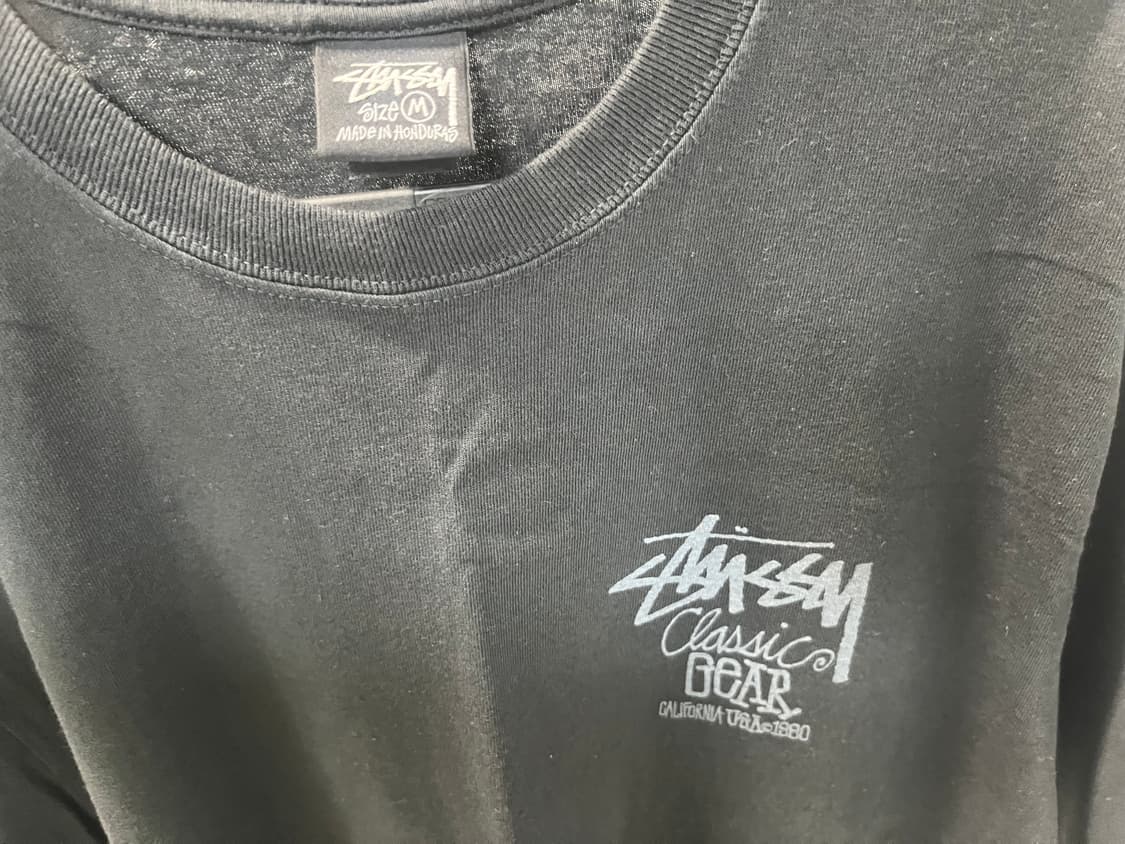 STÜSSY
SIZE M
MADE IN HONDURAS
STÜSSY
Classic
GEAR
CALIFORNIA USA©1980